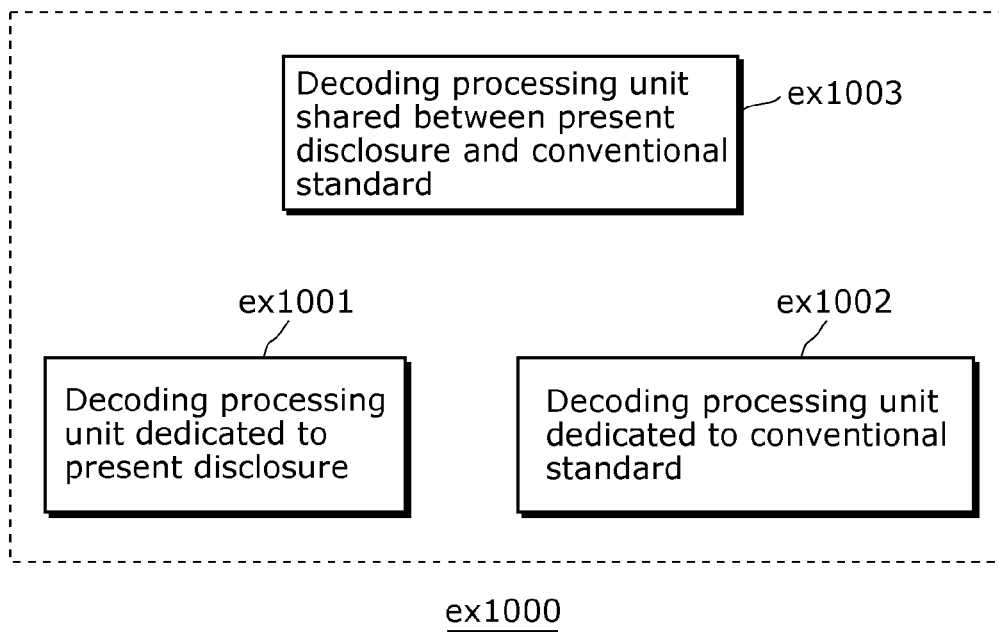 Decoding processing unit
shared between present
disclosure and conventional
standard
ex1003
ex1001
ex1002
Decoding processing
unit dedicated to
present disclosure
Decoding processing unit
dedicated to conventional
standard
ex1000